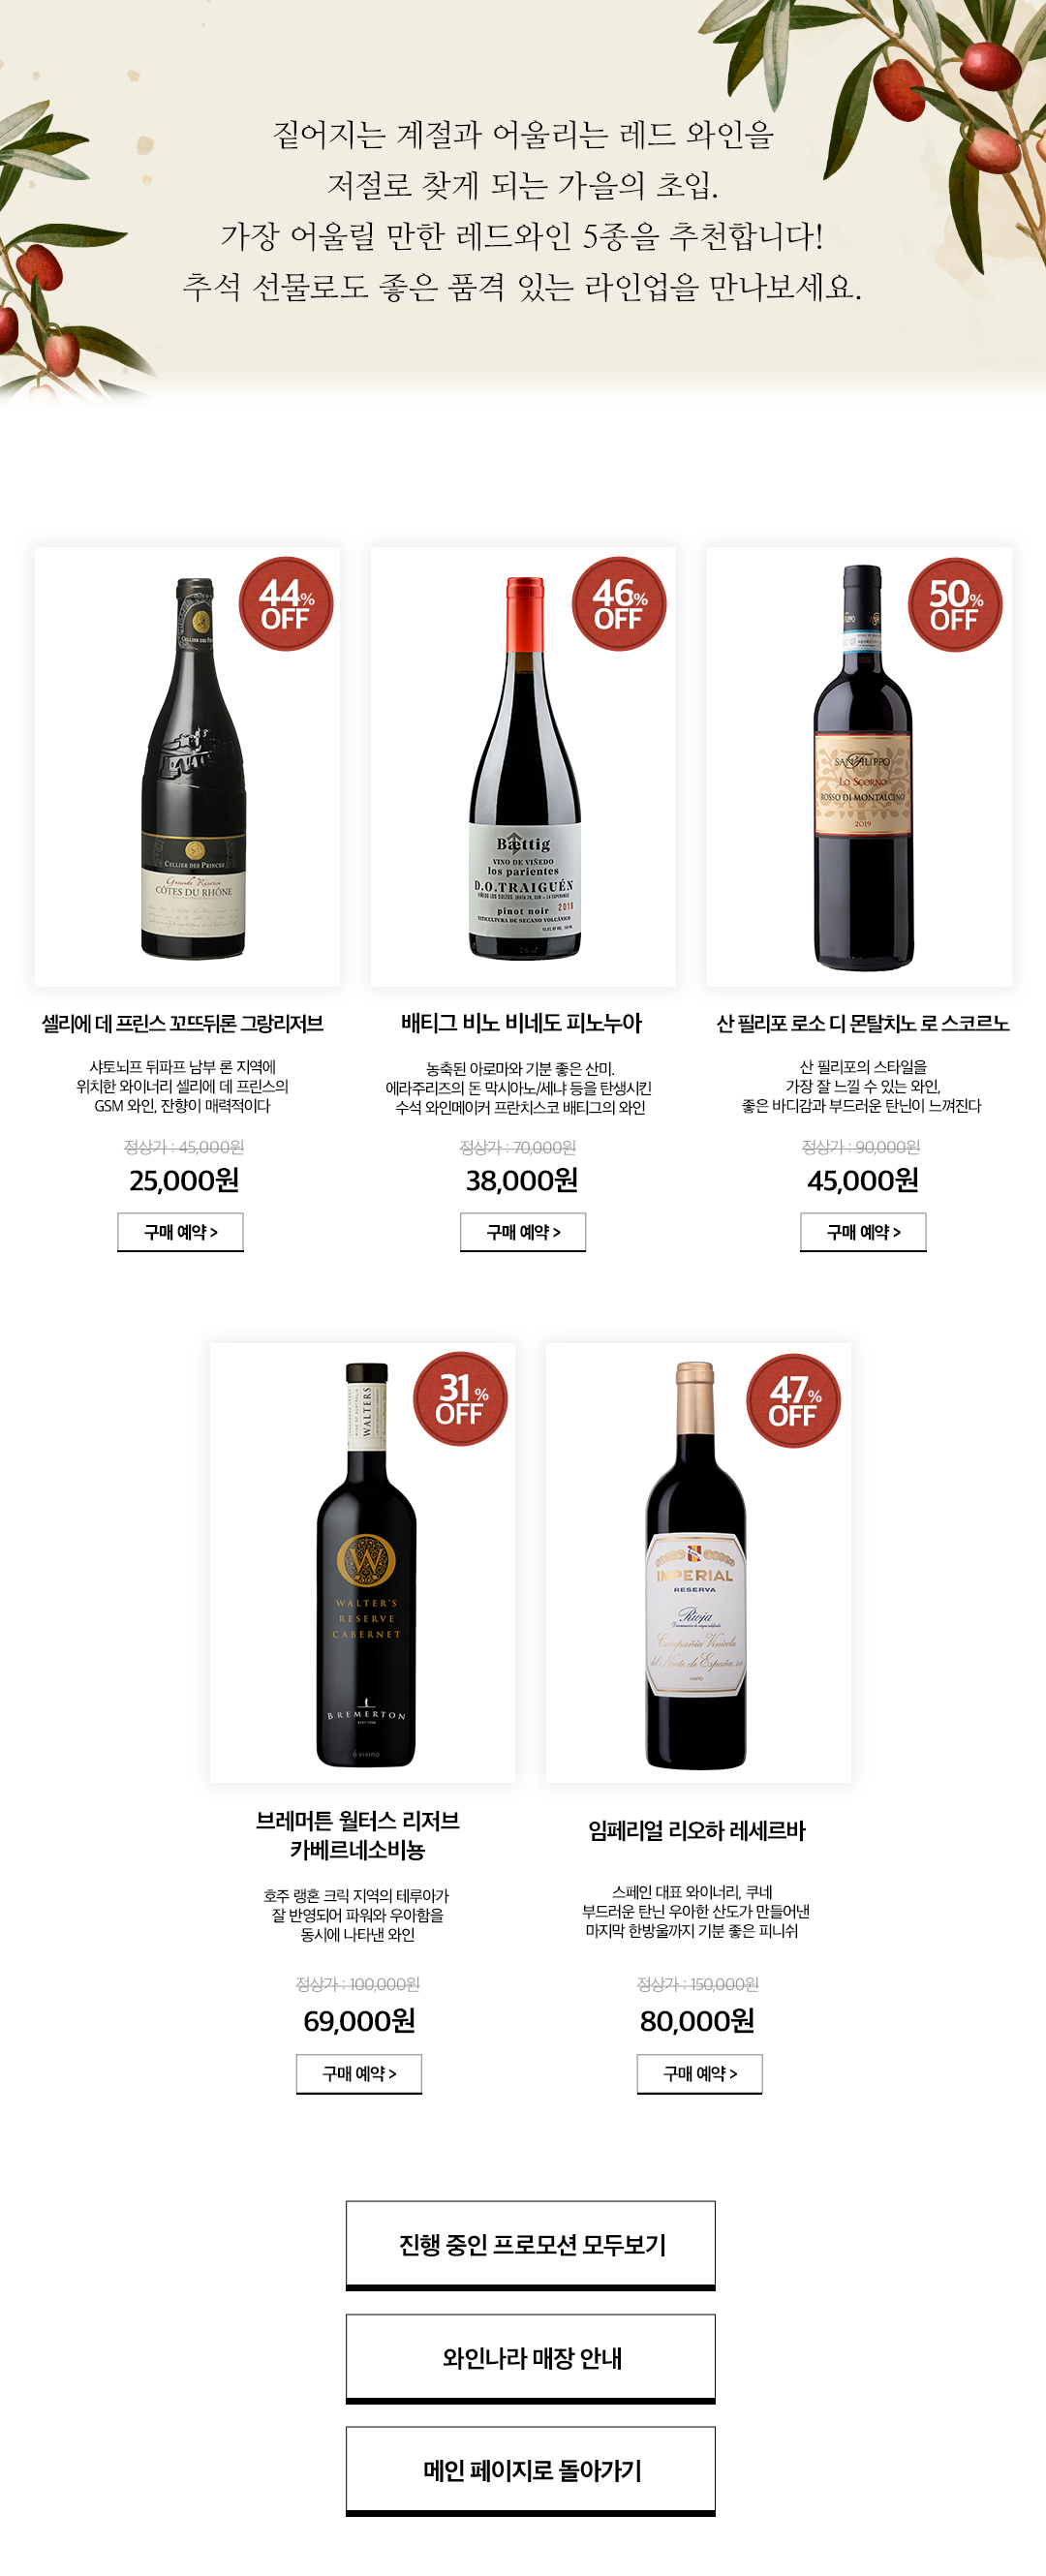 짙어지는 계절과 어울리는 레드 와인을
저절로 찾게 되는 가을의 초입.
가장 어울릴 만한 레드와인 5종을 추천합니다!
추석 선물로도 좋은 품격 있는 라인업을 만나보세요.
44%
OFF
CELLIER DES PRINCES
Grande Réserve
CÔTES DU RHÔNE
셀리에 데 프린스 꼬뜨뒤론 그랑리저브
샤토뇌프 뒤파프 남부 론 지역에
위치한 와이너리 셀리에 데 프린스의
GSM 와인, 잔향이 매력적이다
정상가 : 45,000원
25,000원
구매 예약 >
46%
OFF
Bættig
VINO DE VIÑEDO
los parientes
D.O.TRAIGUÉN
pinot noir
VITICULTURA DE SECANO VOLCÁNICO
배티그 비노 비네도 피노누아
농축된 아로마와 기분 좋은 산미.
에라주리즈의 돈 막시아노/세냐 등을 탄생시킨
수석 와인메이커 프란치스코 배티그의 와인
정상가 : 70,000원
38,000원
구매 예약 >
50%
OFF
SAN FILIPPO
LO SCORNO
ROSSO DI MONTALCINO
2019
산 필리포 로소 디 몬탈치노 로 스코르노
산 필리포의 스타일을
가장 잘 느낄 수 있는 와인,
좋은 바디감과 부드러운 탄닌이 느껴진다
정상가 : 90,000원
45,000원
구매 예약 >
31%
OFF
WALTERS
W
WALTER'S
RESERVE
CABERNET
BREMERTON
vivino
브레머튼 월터스 리저브
카베르네소비뇽
호주 랭혼 크릭 지역의 테루아가
잘 반영되어 파워와 우아함을
동시에 나타낸 와인
정상가 : 100,000원
69,000원
구매 예약 >
47%
OFF
IMPERIAL
RESERVA
Rioja
Compañía Vinícola
del Norte de España, s.a.
HARO
임페리얼 리오하 레세르바
스페인 대표 와이너리, 쿠네
부드러운 탄닌 우아한 산도가 만들어낸
마지막 한방울까지 기분 좋은 피니쉬
정상가 : 150,000원
80,000원
구매 예약 >
진행 중인 프로모션 모두보기
와인나라 매장 안내
메인 페이지로 돌아가기